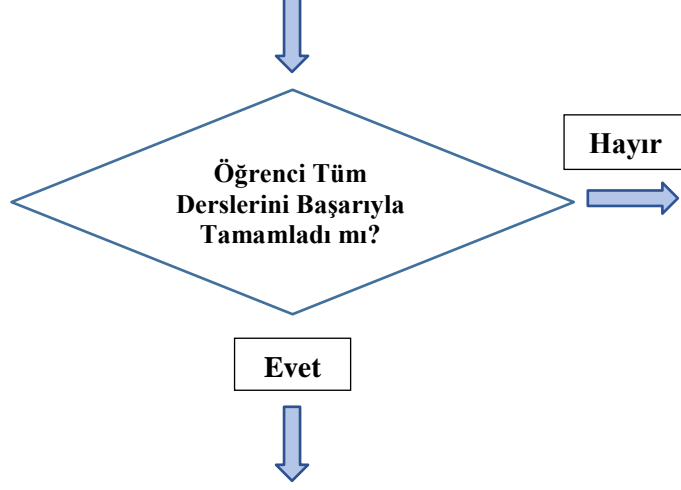 Öğrenci Tüm
Derslerini Başarıyla
Tamamladı mı?
Hayır
Evet